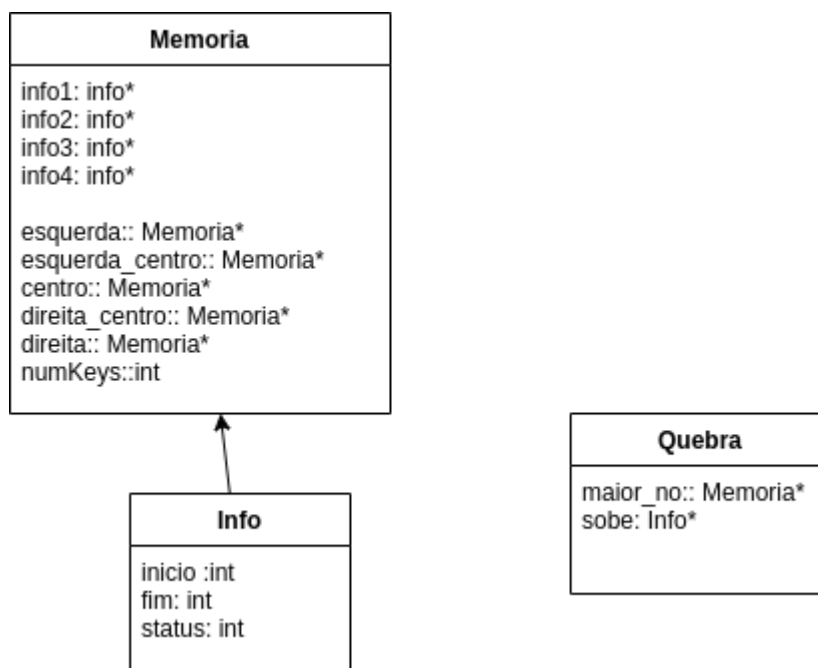 Memoria
info1: info*
info2: info*
info3: info*
info4: info*
esquerda:: Memoria*
esquerda_centro:: Memoria*
centro:: Memoria*
direita_centro:: Memoria*
direita:: Memoria*
numKeys::int
Info
inicio :int
fim: int
status: int
Quebra
maior_no:: Memoria*
sobe: Info*